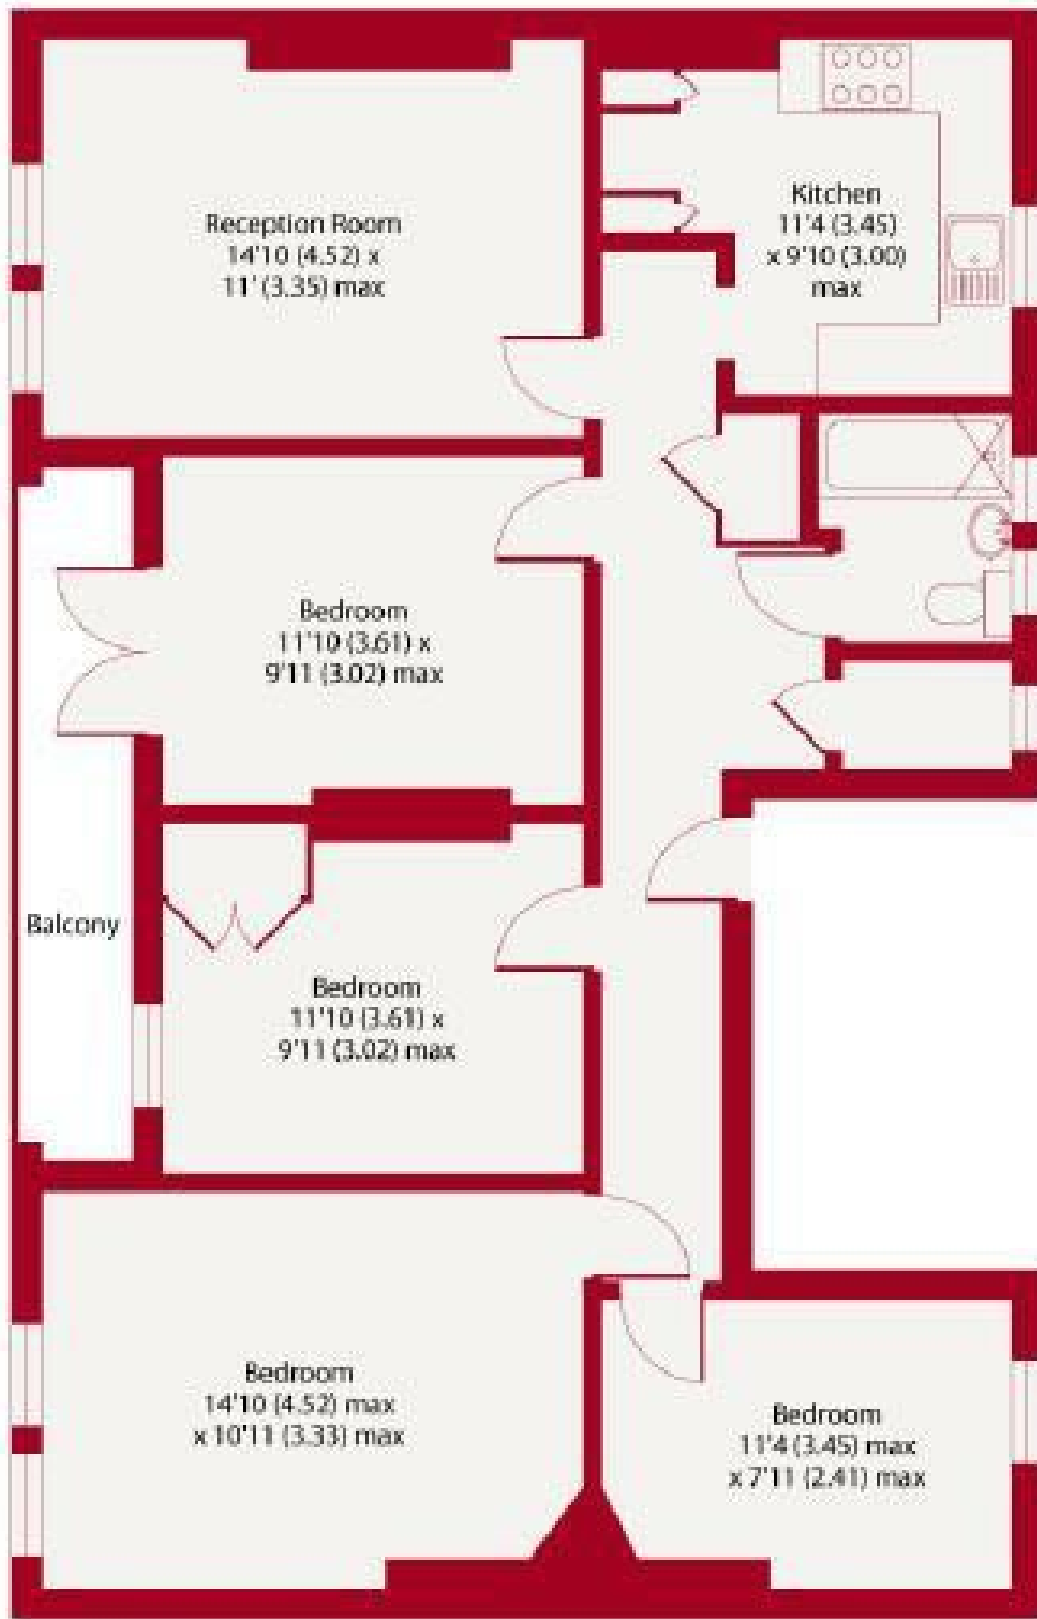 Reception Room
14'10 (4.52) x
11' (3.35) max
Kitchen
11'4 (3.45)
x 9'10 (3.00)
max
Bedroom
11'10 (3.61) x
9'11 (3.02) max
Balcony
Bedroom
11'10 (3.61) x
9'11 (3.02) max
Bedroom
14'10 (4.52) max
x 10'11 (3.33) max
Bedroom
11'4 (3.45) max
x 7'11 (2.41) max